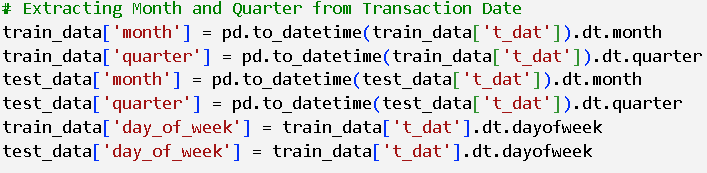 # Extracting Month and Quarter from Transaction Date
train_data['month'] = pd.to_datetime(train_data['t_dat']).dt.month
train_data['quarter'] = pd.to_datetime(train_data['t_dat']).dt.quarter
test_data['month'] = pd.to_datetime(test_data['t_dat']).dt.month
test_data['quarter'] = pd.to_datetime(test_data['t_dat']).dt.quarter
train_data['day_of_week'] = train_data['t_dat'].dt.dayofweek
test_data['day_of_week'] = train_data['t_dat'].dt.dayofweek